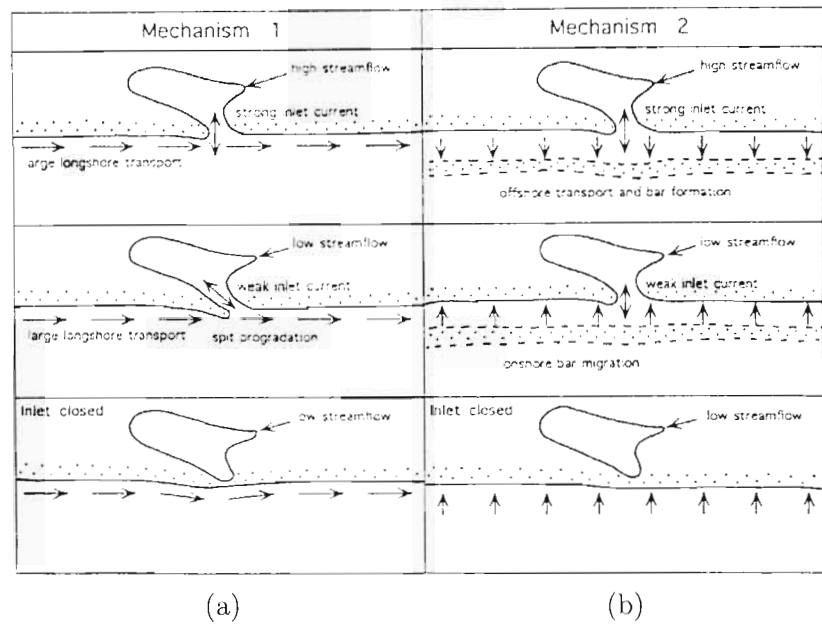 Mechanism 1
high streamflow
strong inlet current
arge longshore transport
low streamflow
weak inlet current
large longshore transport
spit progradation
Inlet closed
ow streamflow
(a)
Mechanism 2
high streamflow
strong inlet current
offshore transport and bar formation
low streamflow
weak inlet current
onshore bar migration
Inlet closed
low streamflow
(b)